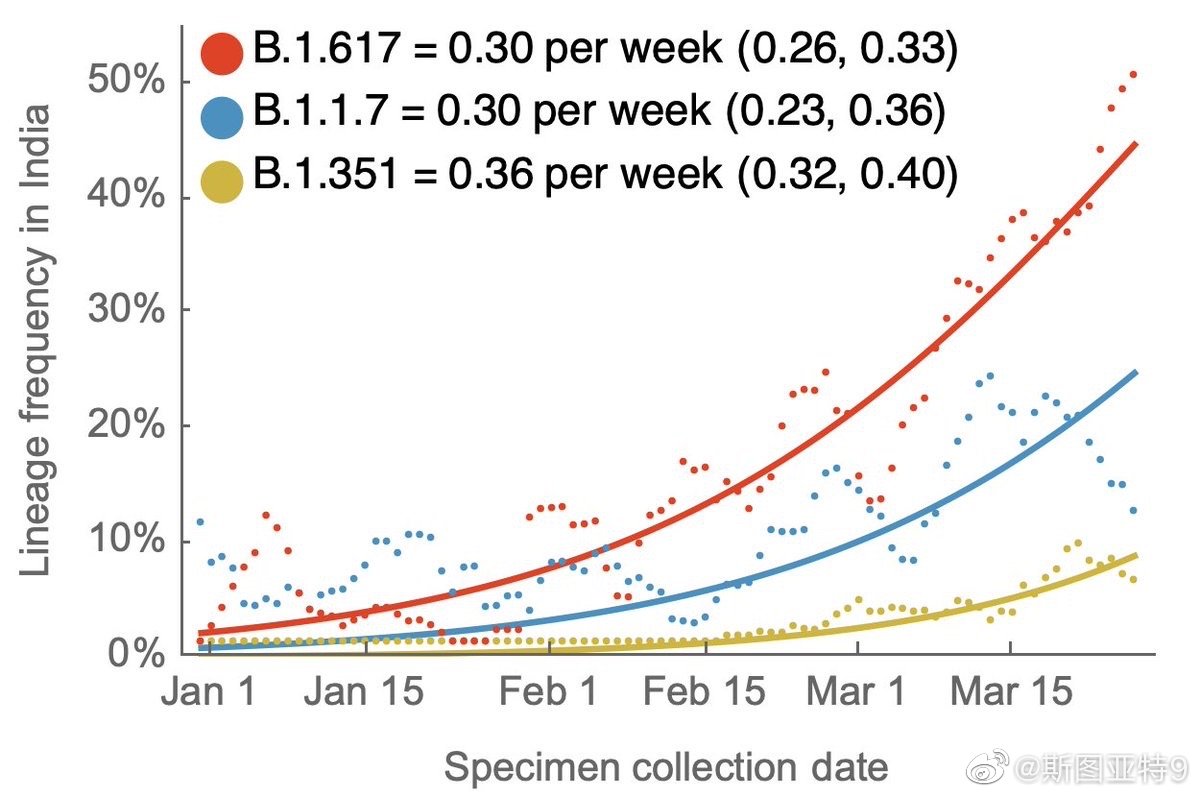 B.1.617 = 0.30 per week (0.26, 0.33)
B.1.1.7 = 0.30 per week (0.23, 0.36)
B.1.351 = 0.36 per week (0.32, 0.40)
Lineage frequency in India
50%
40%
30%
20%
10%
0%
Jan 1 Jan 15 Feb 1 Feb 15 Mar 1 Mar 15
Specimen collection date
@斯图亚特9